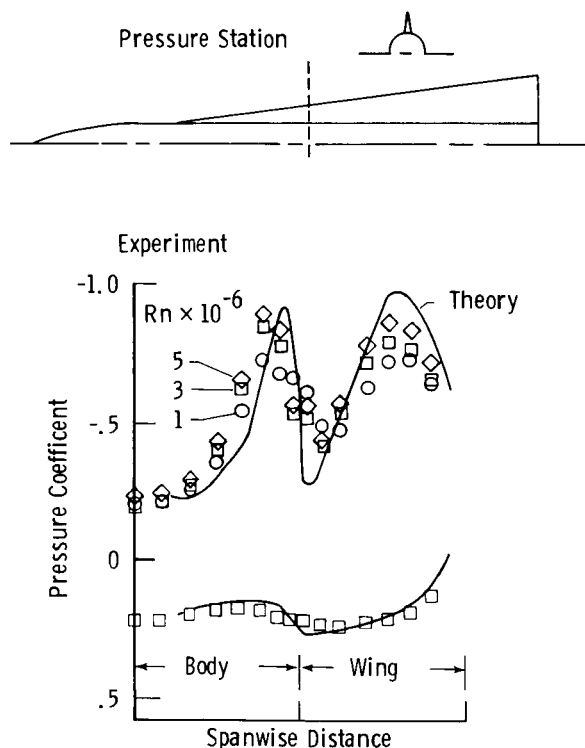 Pressure Station
Experiment
-1.0
Rn × 10⁻⁶
Theory
5
3
1
-.5
0
.5
Pressure Coefficient
Body
Wing
Spanwise Distance